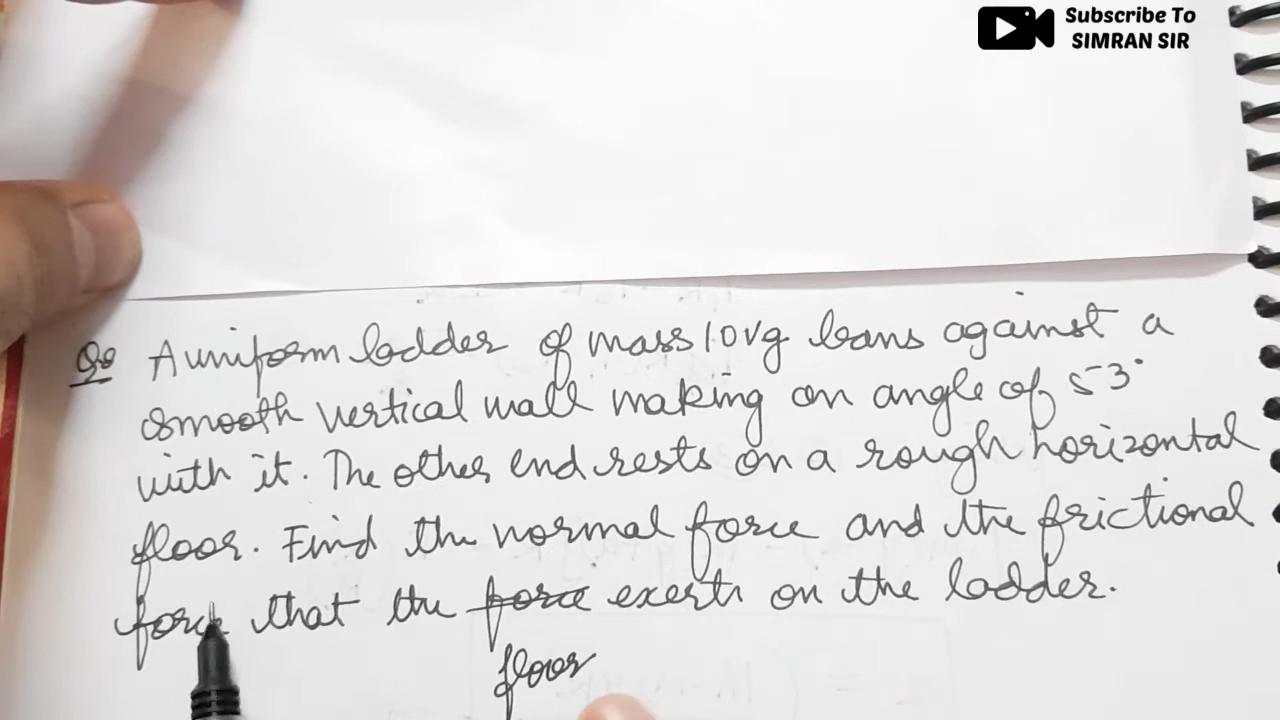 Subscribe To
SIMRAN SIR
Q8 A uniform ladder of mass 10kg leans against a
smooth vertical wall making an angle of 53°
with it. The other end rests on a rough horizontal
floor. Find the normal force and the frictional
force that the force exerts on the ladder.
floor